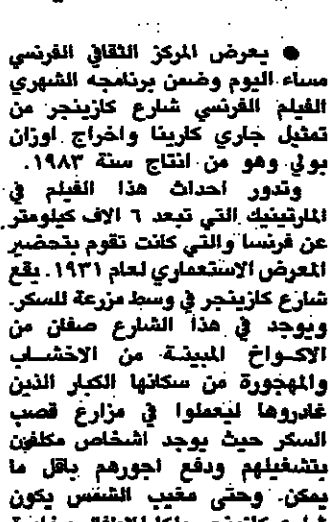 ● يعرض المركز الثقافي الفرنسي
مساء اليوم وضمن برنامجه الشهري
الفيلم الفرنسي شارع كازينجر من
تمثيل جاري كارينا واخراج اوزان
بولي وهو من انتاج سنة ١٩٨٣.
وتدور احداث هذا الفيلم في
المارتينيك التي تبعد ٦ الاف كيلومتر
عن فرنسا والتي كانت تقوم بتحضير
المعرض الاستعماري لعام ١٩٣١. يقع
شارع كازينجر في وسط مزرعة للسكر.
ويوجد في هذا الشارع صفان من
الاكواخ المبينة من الاخشاب
والمهجورة من سكانها الكبار الذين
غادروها ليعملوا في مزارع قصب
السكر حيث يوجد اشخاص مكلفين
بتشغيلهم ودفع اجورهم باقل ما
يمكن. وحتى مغيب الشمس يكون